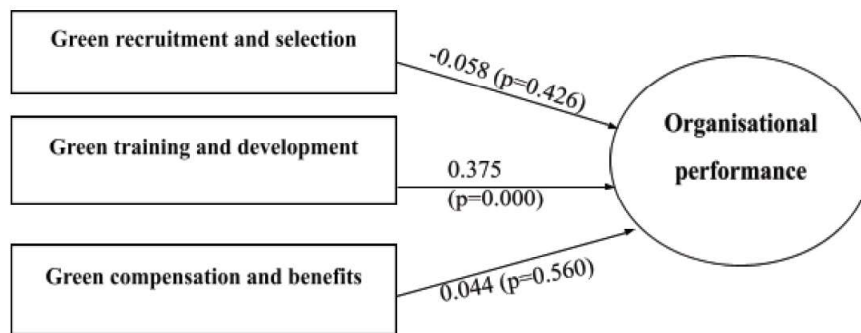 Green recruitment and selection
-0.058 (p=0.426)
Green training and development
0.375
(p=0.000)
Green compensation and benefits
0.044 (p=0.560)
Organisational
performance